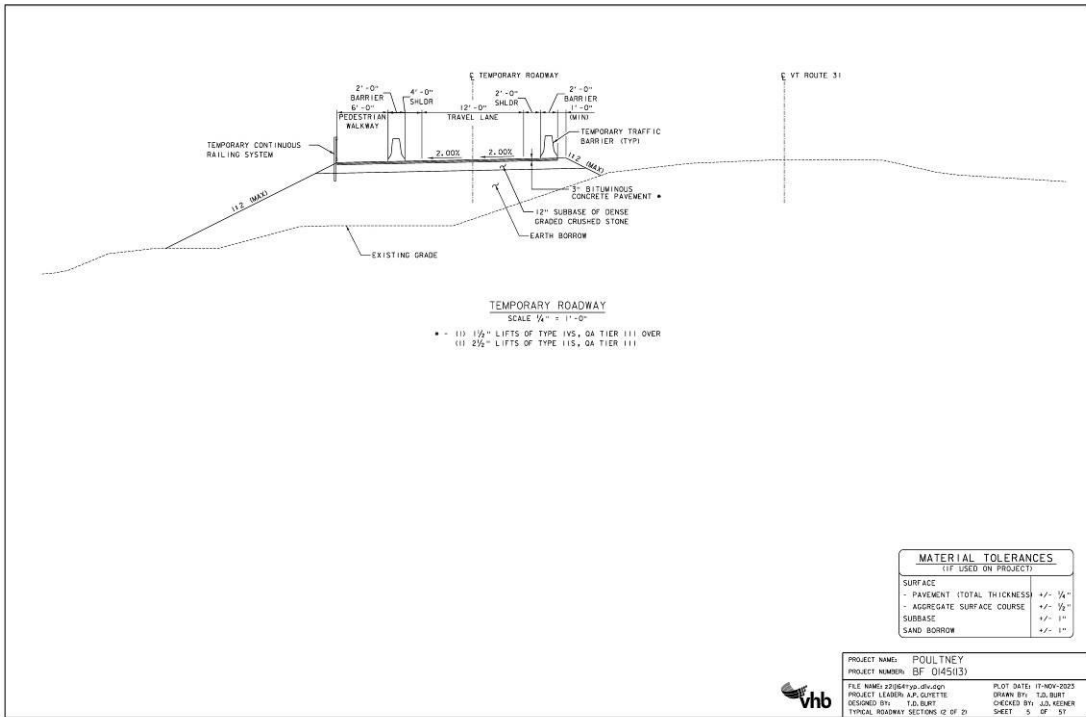 ℄ TEMPORARY ROADWAY
℄ VT ROUTE 31
2'-0"
BARRIER
4'-0"
SHLDR
2'-0"
SHLDR
2'-0"
BARRIER
6'-0"
PEDESTRIAN
WALKWAY
12'-0"
TRAVEL LANE
1'-0"
(MIN)
TEMPORARY CONTINUOUS
RAILING SYSTEM
TEMPORARY TRAFFIC
BARRIER (TYP)
2.00%
2.00%
1:2 (MAX)
1:2 (MAX)
3" BITUMINOUS
CONCRETE PAVEMENT *
12" SUBBASE OF DENSE
GRADED CRUSHED STONE
EARTH BORROW
EXISTING GRADE
TEMPORARY ROADWAY
SCALE ¼" = 1'-0"
* - (1) 1½" LIFTS OF TYPE IVS, QA TIER III OVER
(1) 2½" LIFTS OF TYPE IIS, QA TIER III
MATERIAL TOLERANCES
(IF USED ON PROJECT)
SURFACE
- PAVEMENT (TOTAL THICKNESS) +/- ¼"
- AGGREGATE SURFACE COURSE +/- ½"
SUBBASE +/- 1"
SAND BORROW +/- 1"
vhb
PROJECT NAME: POULTNEY
PROJECT NUMBER: BF 0145(13)
FILE NAME: z21j164typ_div.dgn PLOT DATE: 17-NOV-2023
PROJECT LEADER: A.P. GUYETTE DRAWN BY: T.D. BURT
DESIGNED BY: T.D. BURT CHECKED BY: J.D. KEENER
TYPICAL ROADWAY SECTIONS (2 OF 2) SHEET 5 OF 57